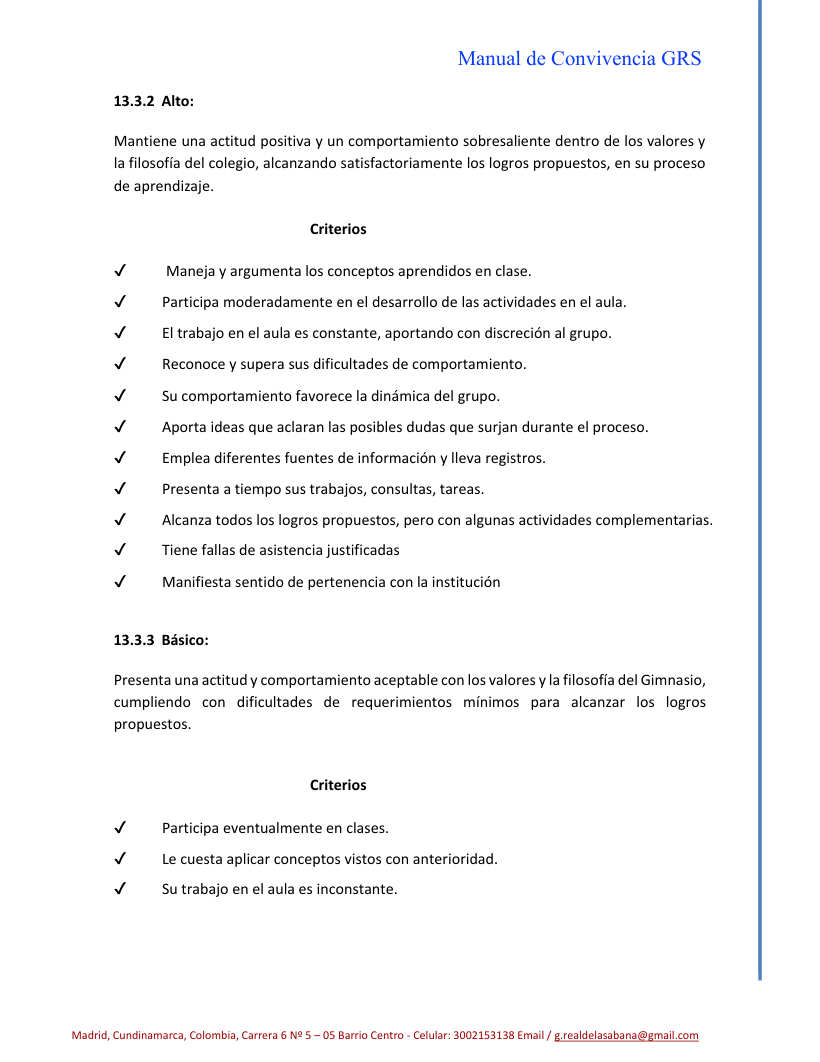 Manual de Convivencia GRS
13.3.2 Alto:
Mantiene una actitud positiva y un comportamiento sobresaliente dentro de los valores y
la filosofía del colegio, alcanzando satisfactoriamente los logros propuestos, en su proceso
de aprendizaje.
Criterios
✓ Maneja y argumenta los conceptos aprendidos en clase.
✓ Participa moderadamente en el desarrollo de las actividades en el aula.
✓ El trabajo en el aula es constante, aportando con discreción al grupo.
✓ Reconoce y supera sus dificultades de comportamiento.
✓ Su comportamiento favorece la dinámica del grupo.
✓ Aporta ideas que aclaran las posibles dudas que surjan durante el proceso.
✓ Emplea diferentes fuentes de información y lleva registros.
✓ Presenta a tiempo sus trabajos, consultas, tareas.
✓ Alcanza todos los logros propuestos, pero con algunas actividades complementarias.
✓ Tiene fallas de asistencia justificadas
✓ Manifiesta sentido de pertenencia con la institución
13.3.3 Básico:
Presenta una actitud y comportamiento aceptable con los valores y la filosofía del Gimnasio,
cumpliendo con dificultades de requerimientos mínimos para alcanzar los logros
propuestos.
Criterios
✓ Participa eventualmente en clases.
✓ Le cuesta aplicar conceptos vistos con anterioridad.
✓ Su trabajo en el aula es inconstante.
Madrid, Cundinamarca, Colombia, Carrera 6 Nº 5 – 05 Barrio Centro - Celular: 3002153138 Email / g.realdelasabana@gmail.com